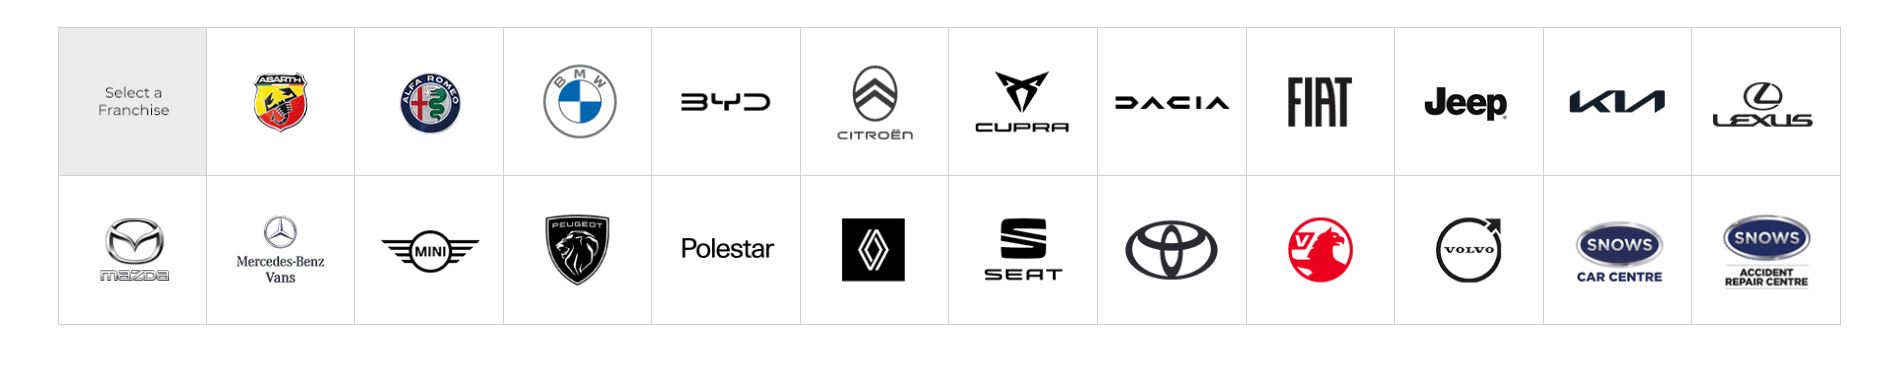 Select a
Franchise
ABARTH
ALFA ROMEO
BMW
BYD
CITROËN
CUPRA
DACIA
FIAT
Jeep
KIA
LEXUS
mazda
Mercedes-Benz
Vans
MINI
PEUGEOT
Polestar
SEAT
V
VOLVO
SNOWS
CAR CENTRE
SNOWS
ACCIDENT
REPAIR CENTRE